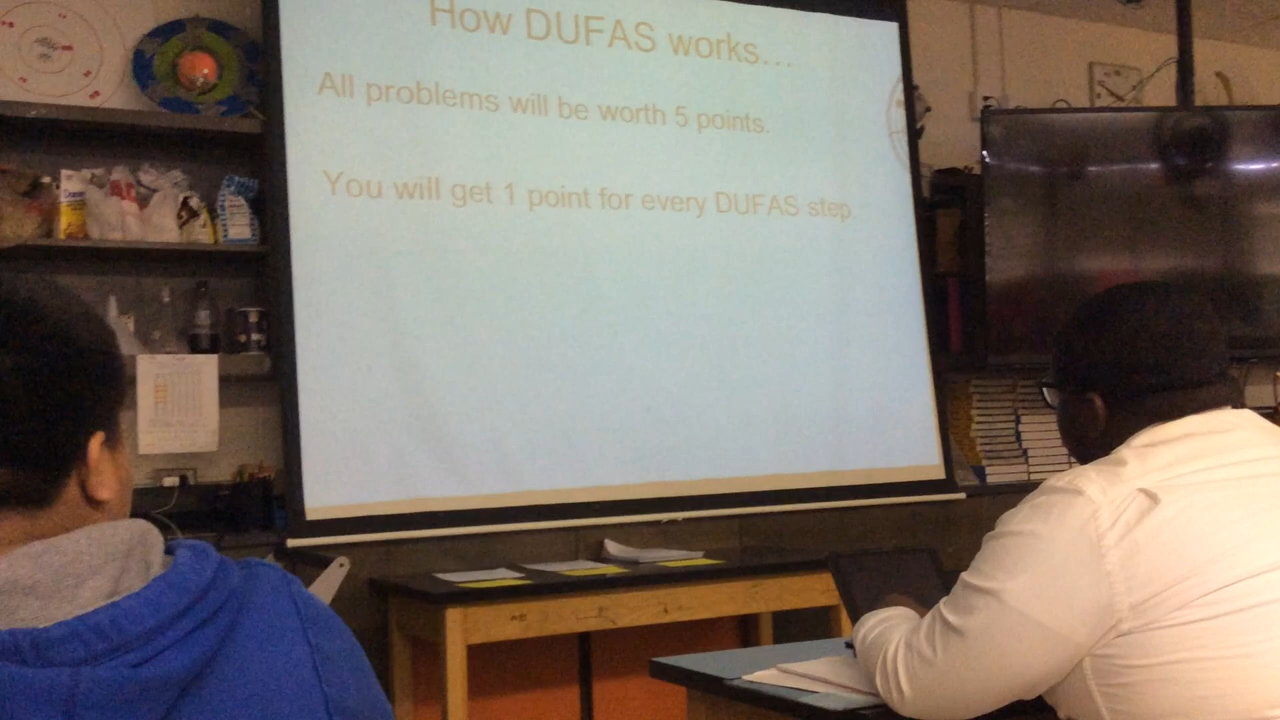 How DUFAS works...
All problems will be worth 5 points.
You will get 1 point for every DUFAS step.